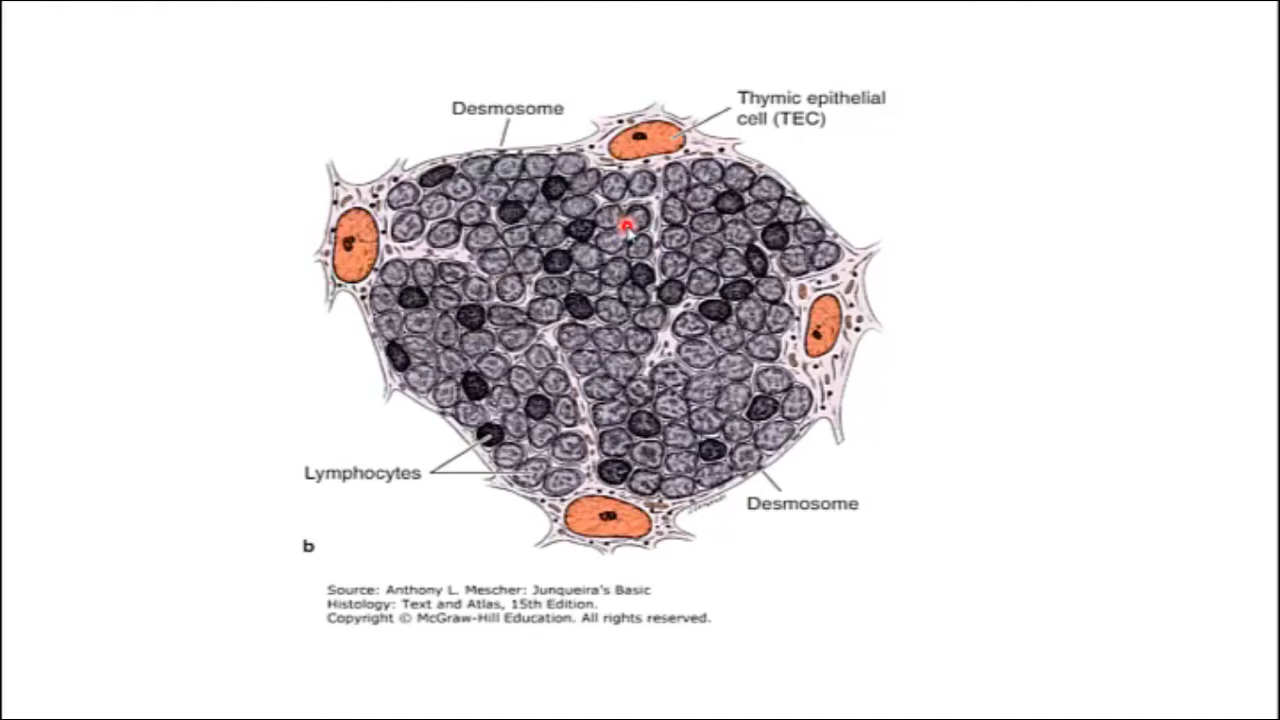 Desmosome
Thymic epithelial
cell (TEC)
Lymphocytes
Desmosome
b
Source: Anthony L. Mescher: Junqueira's Basic
Histology: Text and Atlas, 15th Edition.
Copyright © McGraw-Hill Education. All rights reserved.